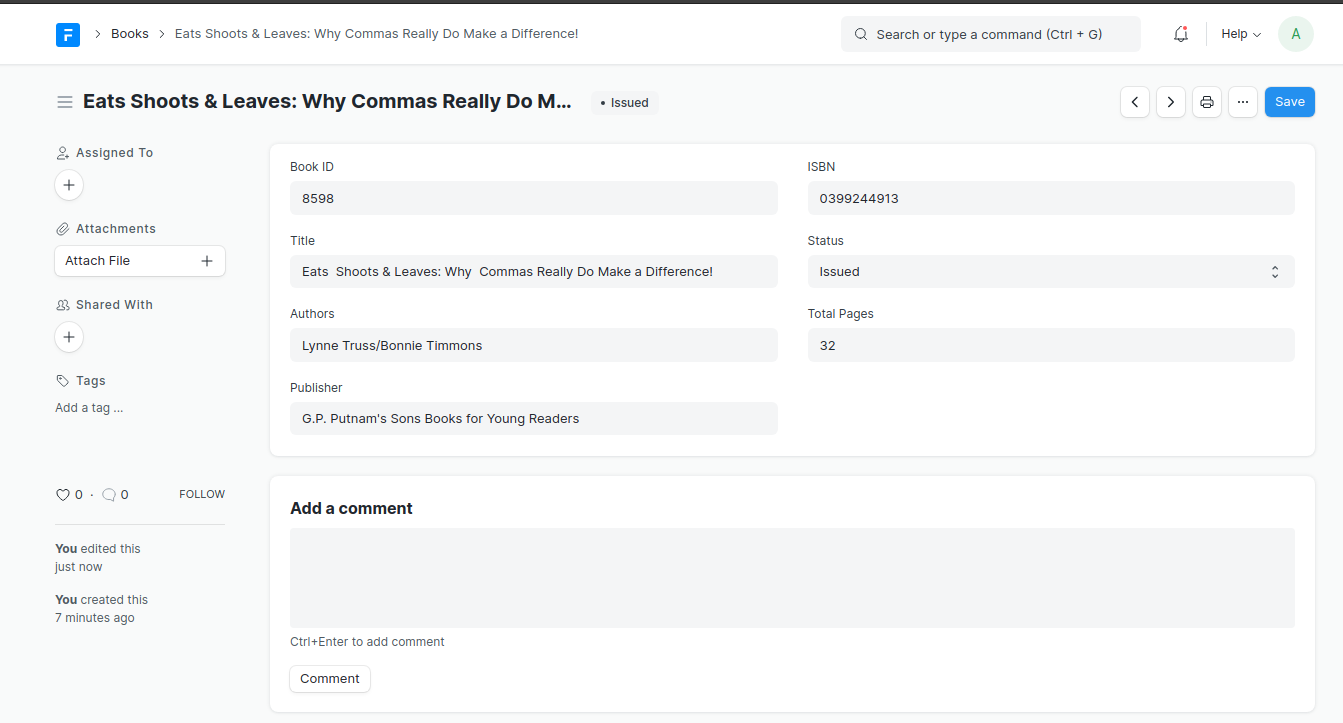 Books Eats Shoots & Leaves: Why Commas Really Do Make a Difference!
Search or type a command (Ctrl + G)
Help
A
Eats Shoots & Leaves: Why Commas Really Do M...
• Issued
Save
Assigned To
Attachments
Attach File
Shared With
Tags
Add a tag ...
0 · 0 FOLLOW
You edited this
just now
You created this
7 minutes ago
Book ID
8598
ISBN
0399244913
Title
Eats  Shoots & Leaves: Why  Commas Really Do Make a Difference!
Status
Issued
Authors
Lynne Truss/Bonnie Timmons
Total Pages
32
Publisher
G.P. Putnam's Sons Books for Young Readers
Add a comment
Ctrl+Enter to add comment
Comment